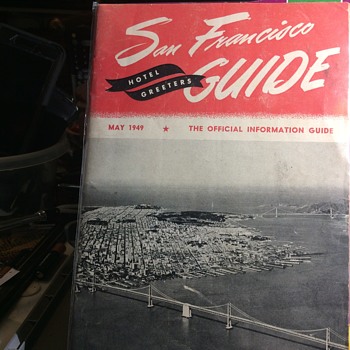 San Francisco
HOTEL
GREETERS
GUIDE
MAY 1949 ★ THE OFFICIAL INFORMATION GUIDE